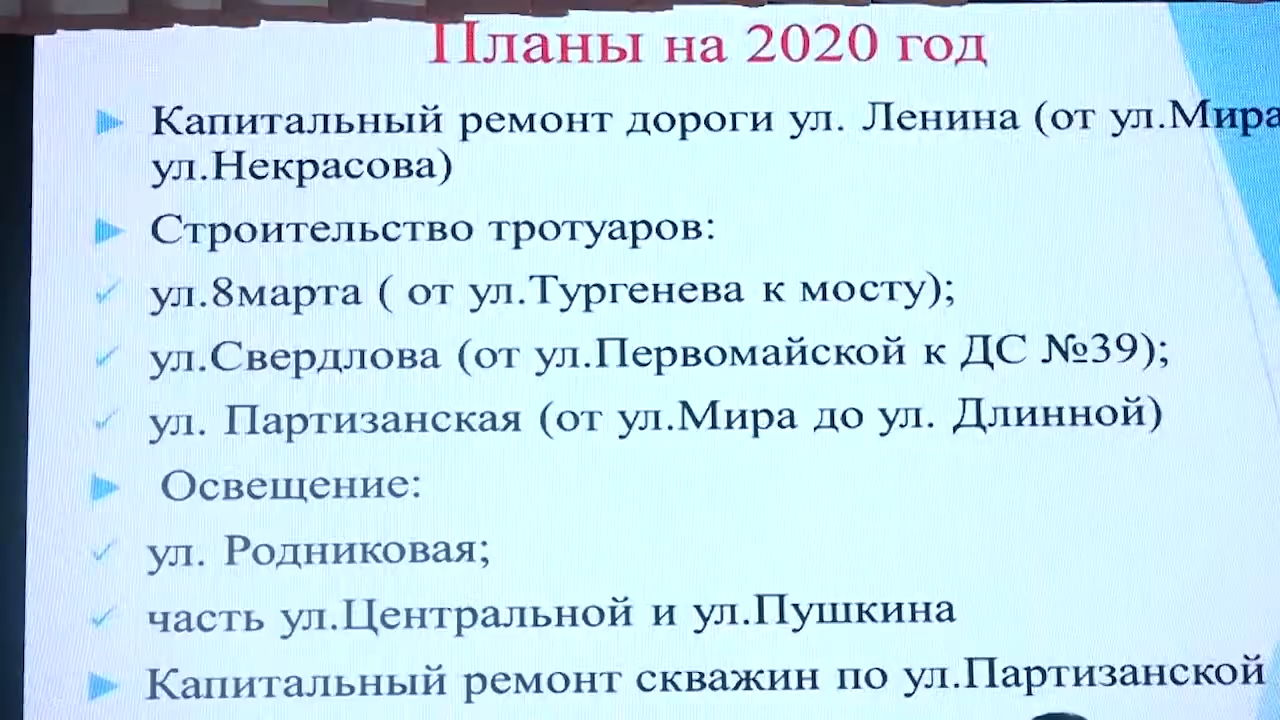 Планы на 2020 год
Капитальный ремонт дороги ул. Ленина (от ул.Мира
ул.Некрасова)
Строительство тротуаров:
ул.8марта ( от ул.Тургенева к мосту);
ул.Свердлова (от ул.Первомайской к ДС №39);
ул. Партизанская (от ул.Мира до ул. Длинной)
Освещение:
ул. Родниковая;
часть ул.Центральной и ул.Пушкина
Капитальный ремонт скважин по ул.Партизанской